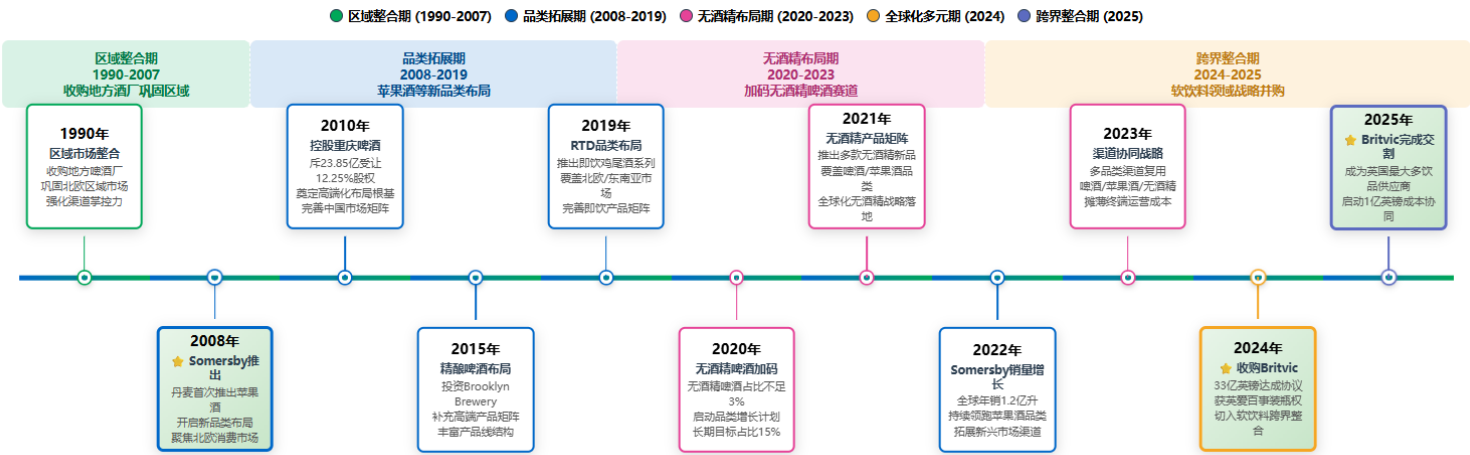 区域整合期 (1990-2007)
品类拓展期 (2008-2019)
无酒精布局期 (2020-2023)
全球化多元期 (2024)
跨界整合期 (2025)
区域整合期
1990-2007
收购地方酒厂巩固区域
品类拓展期
2008-2019
苹果酒等新品类布局
无酒精布局期
2020-2023
加码无酒精啤酒赛道
跨界整合期
2024-2025
软饮料领域战略并购
1990年
区域市场整合
收购地方啤酒厂
巩固北欧区域市场
强化渠道掌控力
2010年
控股重庆啤酒
斥23.85亿受让
12.25%股权
奠定高端化布局根基
完善中国市场矩阵
2019年
RTD品类布局
推出即饮鸡尾酒系列
覆盖北欧/东南亚市
场
完善即饮产品矩阵
2021年
无酒精产品矩阵
推出多款无酒精新品
覆盖啤酒/苹果酒品
类
全球化无酒精战略落
地
2023年
渠道协同战略
多品类渠道复用
啤酒/苹果酒/无酒精
摊薄终端运营成本
2025年
Britvic完成交
割
成为英国最大多饮
品供应商
启动1亿英镑成本协
同
2008年
Somersby推
出
丹麦首次推出苹果
酒
开启新品类布局
聚焦北欧消费市场
2015年
精酿啤酒布局
投资Brooklyn
Brewery
补充高端产品矩阵
丰富产品线结构
2020年
无酒精啤酒加码
无酒精啤酒占比不足
3%
启动品类增长计划
长期目标占比15%
2022年
Somersby销量增
长
全球年销1.2亿升
持续领跑苹果酒品类
拓展新兴市场渠道
2024年
收购Britvic
33亿英镑达成协议
获英爱百事装瓶权
切入软饮料跨界整
合